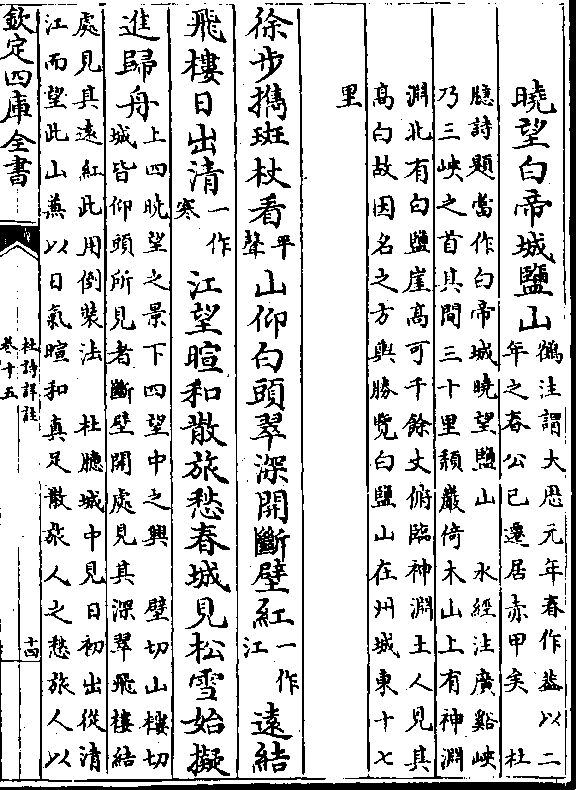 曉望白帝城鹽山
鶴注謂大厯元年春作葢以二
年之春公已遷居赤甲矣　杜
臆詩題當作白帝城曉望鹽山　水經注廣谿峽
乃三峽之首其間三十里頽巖倚木山上有神淵
淵北有白鹽崖高可千餘丈俯臨神淵土人見其
高白故因名之方輿勝覽白鹽山在州城東十七
里
徐步擕斑杖看平聲山仰白頭翠深開斷壁紅一作江遠結
飛樓日出清一作寒江望暄和散旅愁春城見松雪始擬
進歸舟
上四曉望之景下四望中之興　壁切山樓切
城皆仰頭所見者斷壁開處見其深翠飛樓結
處見其遠紅此用倒裝法　杜臆城中見日初出從清
江而望此山兼以日氣暄和真足散旅人之愁旅人以
欽定四庫全書
杜詩詳註
卷十五
十四